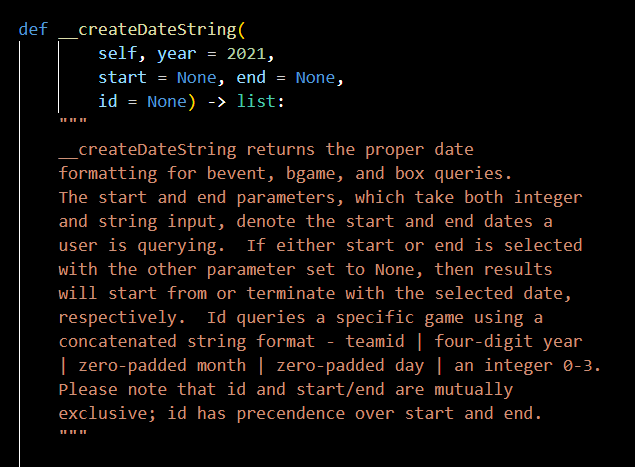 def __createDateString(
self, year = 2021,
start = None, end = None,
id = None) -> list:
"""
__createDateString returns the proper date
formatting for bevent, bgame, and box queries.
The start and end parameters, which take both integer
and string input, denote the start and end dates a
user is querying.  If either start or end is selected
with the other parameter set to None, then results
will start from or terminate with the selected date,
respectively.  Id queries a specific game using a
concatenated string format - teamid | four-digit year
| zero-padded month | zero-padded day | an integer 0-3.
Please note that id and start/end are mutually
exclusive; id has precendence over start and end.
"""